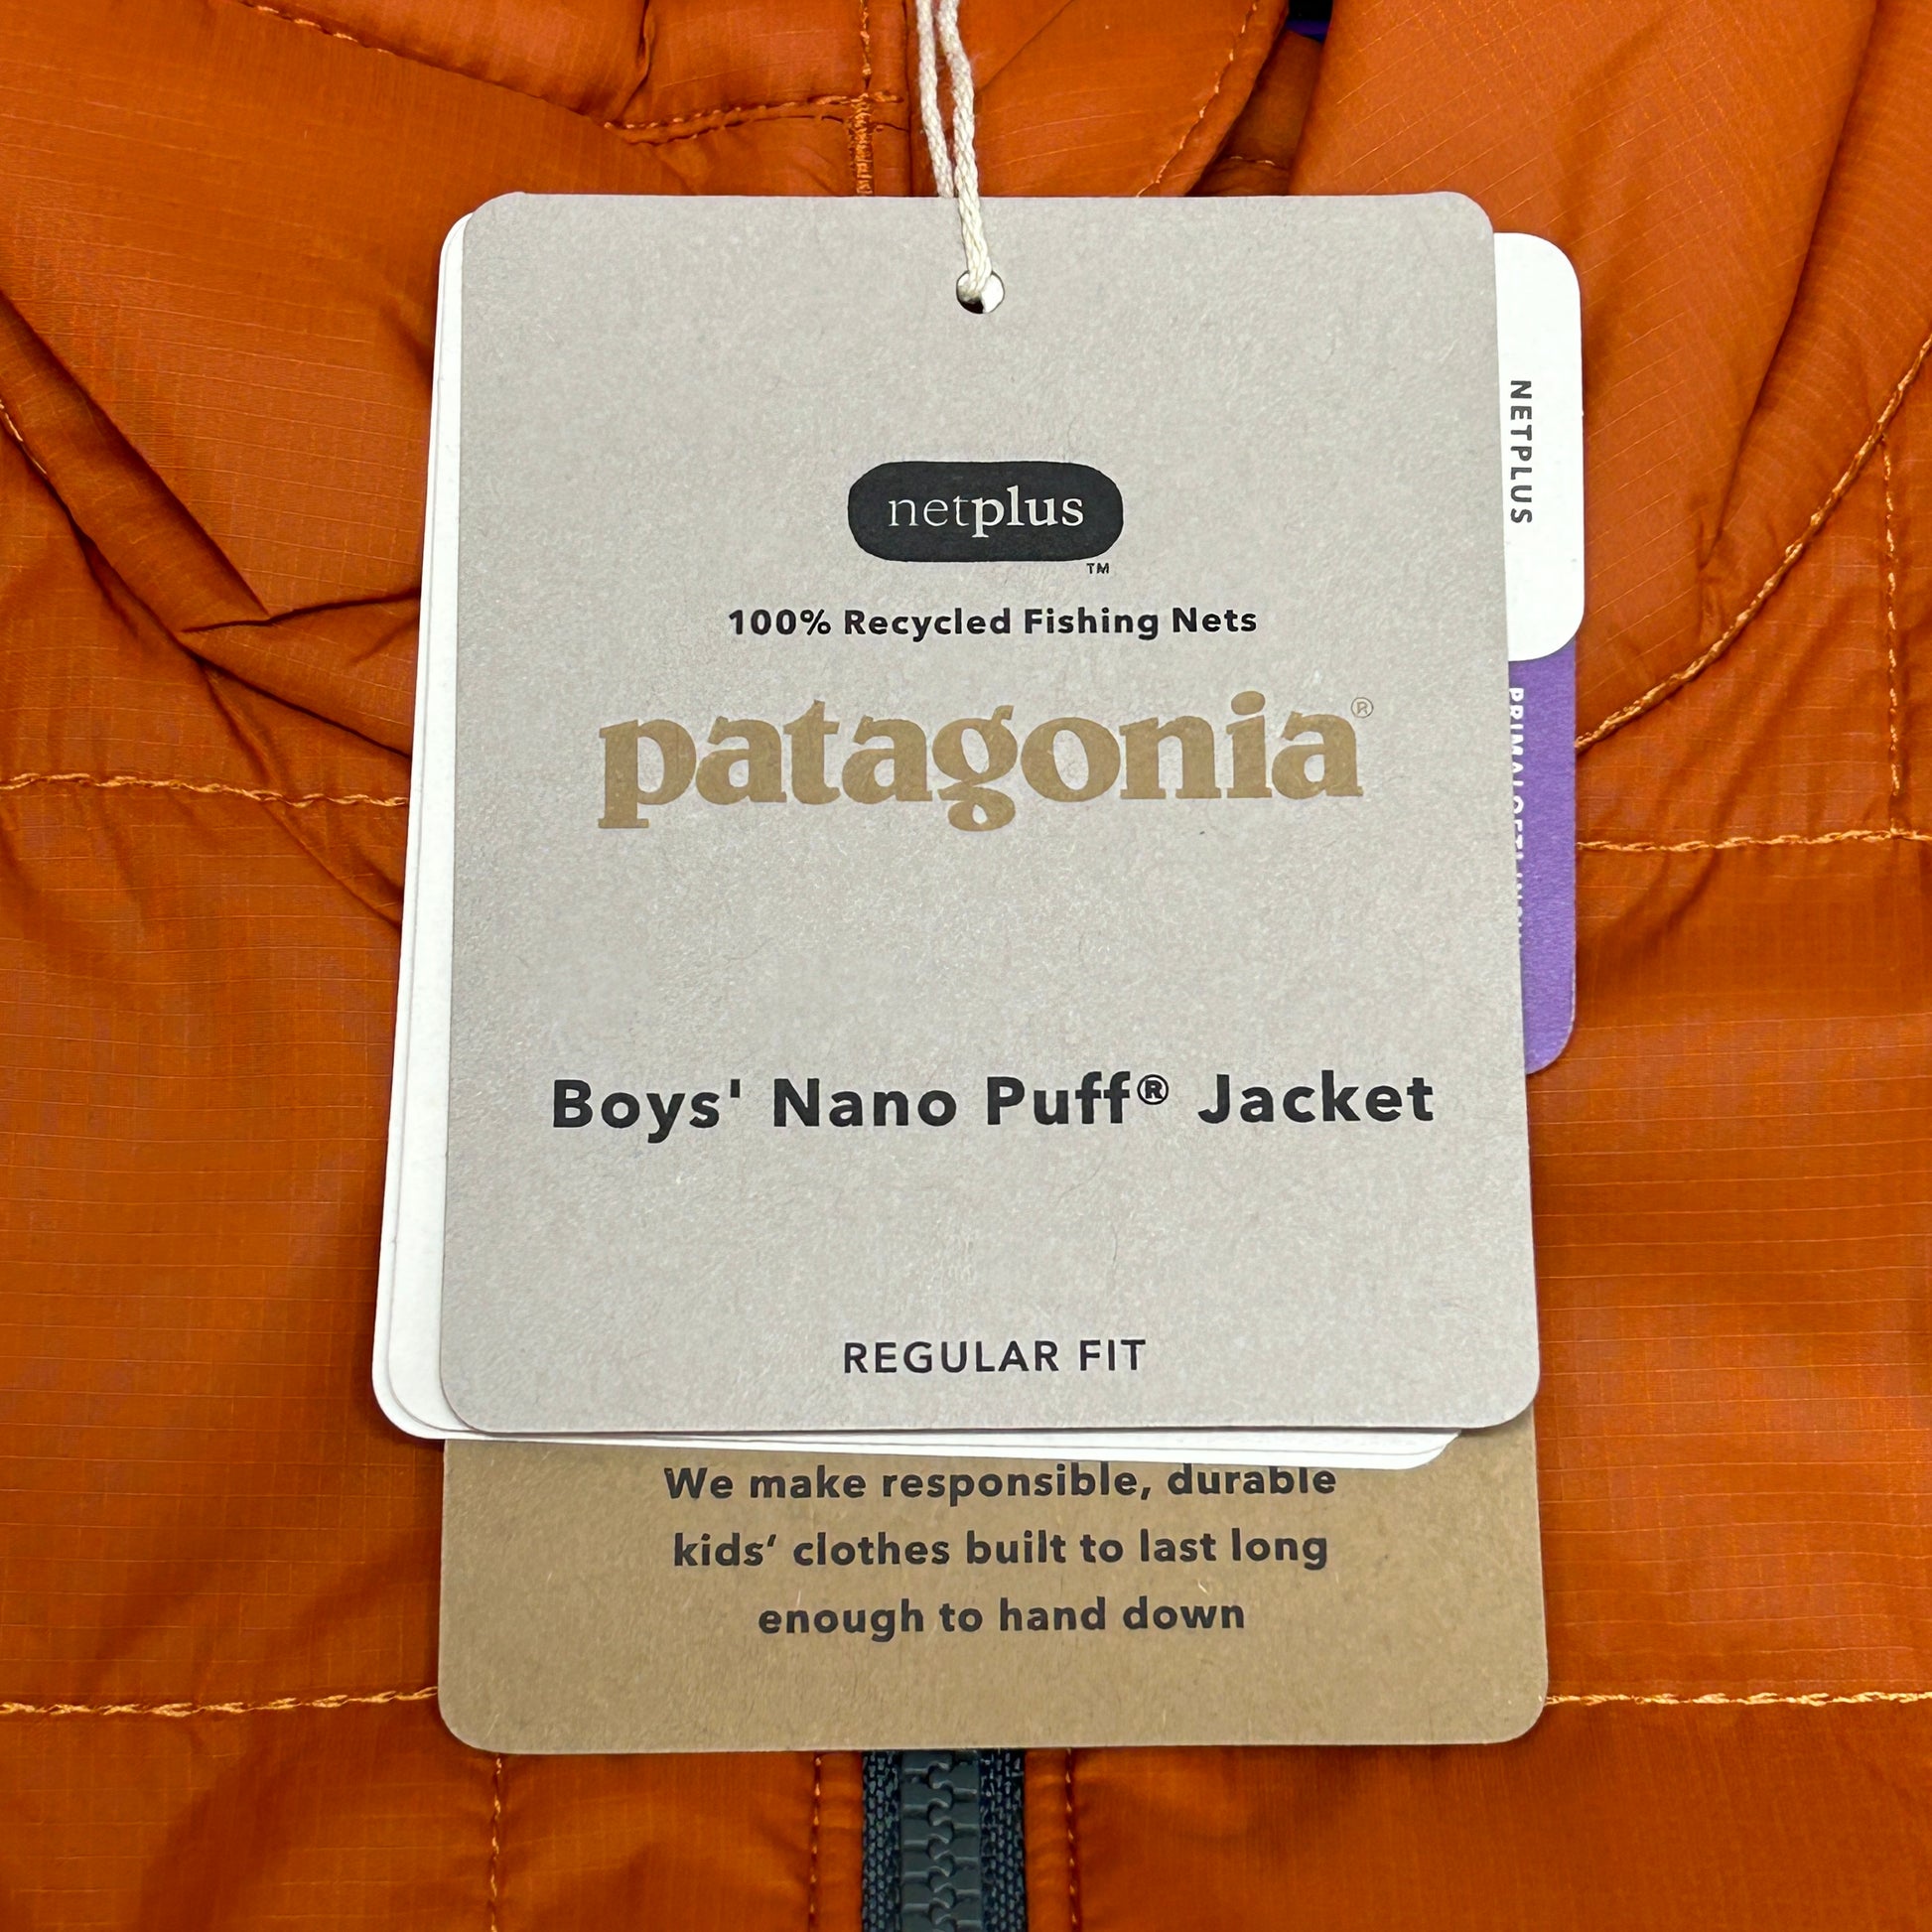 netplus
TM
100% Recycled Fishing Nets
patagonia®
Boys' Nano Puff® Jacket
REGULAR FIT
We make responsible, durable
kids‘ clothes built to last long
enough to hand down
NETPLUS
PRIMALOFT